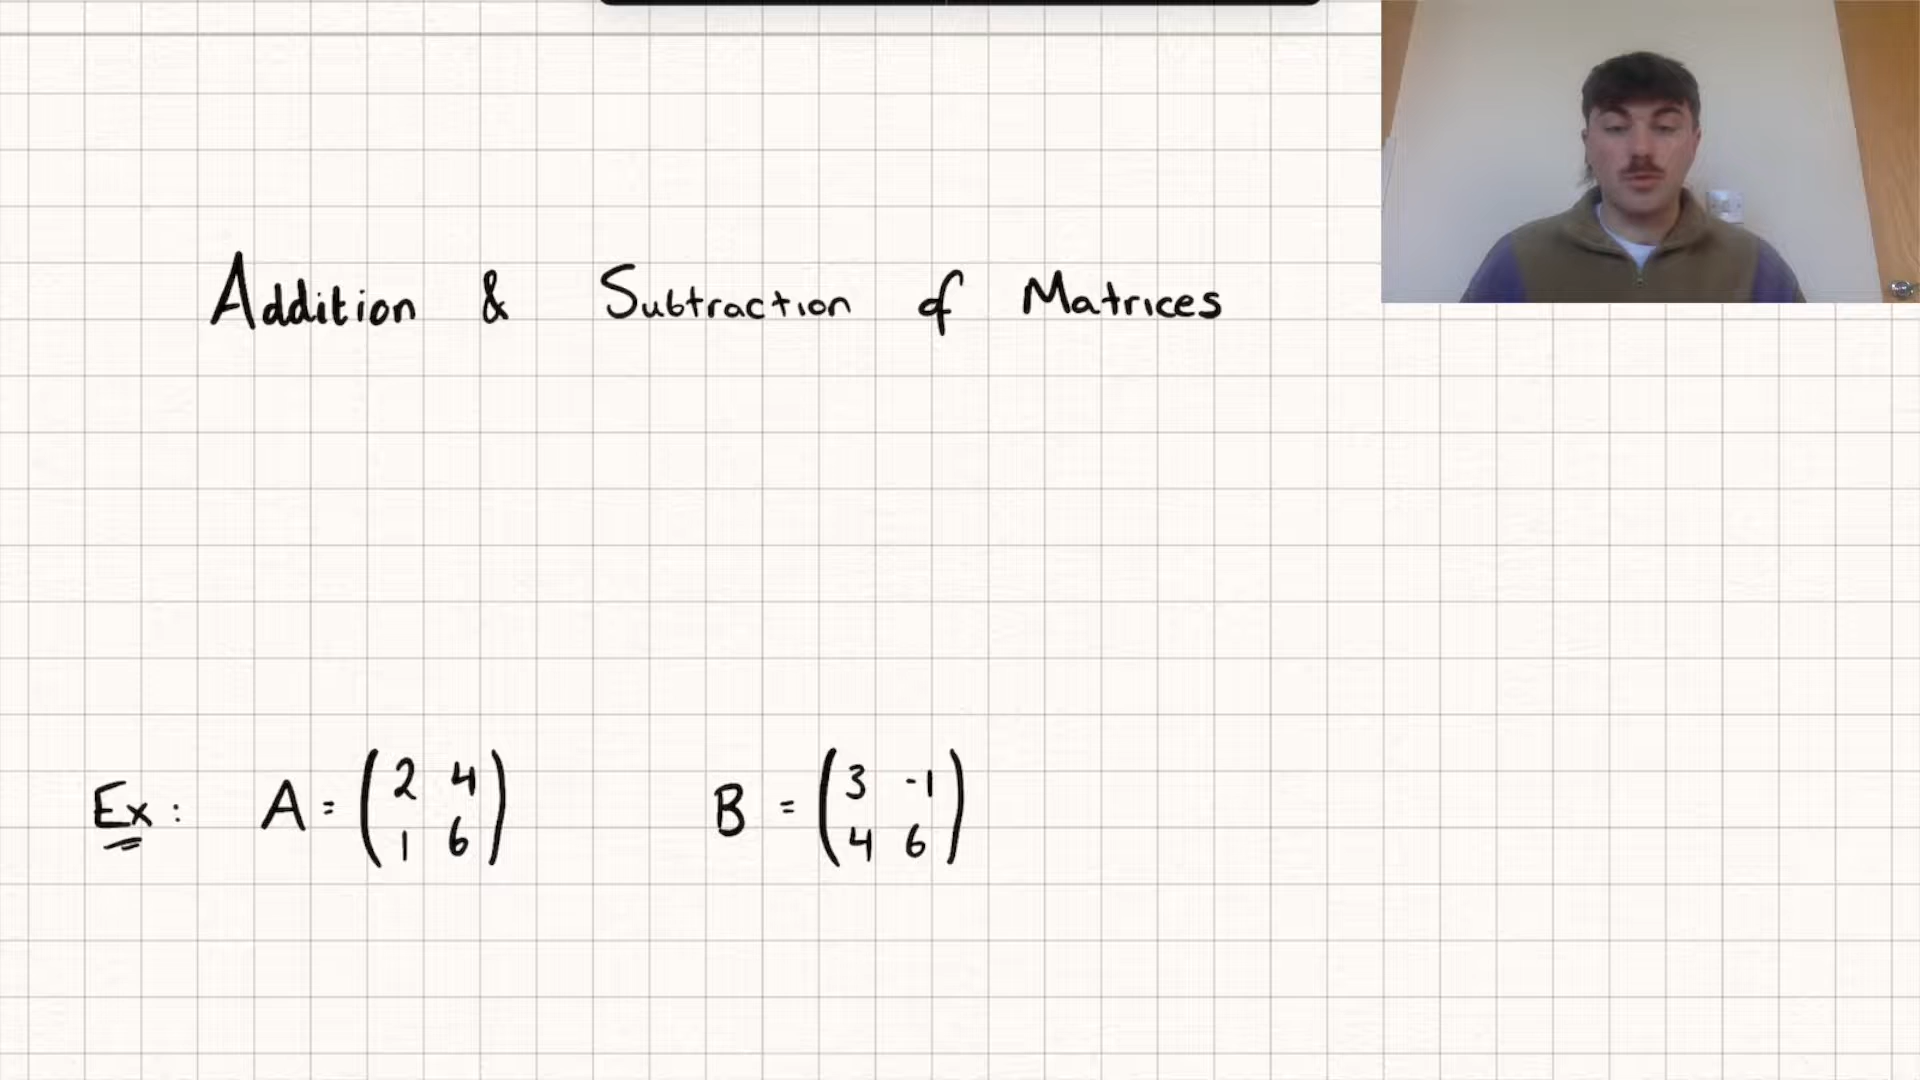 Addition & Subtraction of Matrices
Ex: A = (2 4 B = (3 -1
1 6) 4 6)